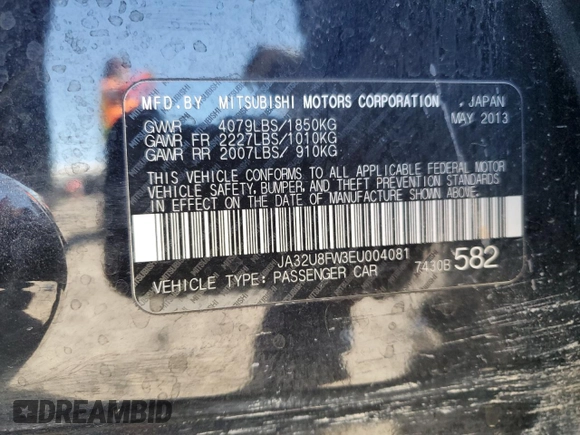 MFD.BY MITSUBISHI MOTORS CORPORATION , JAPAN
MAY 2013
GVWR 4079LBS/1850KG
GAWR FR 2227LBS/1010KG
GAWR RR 2007LBS/ 910KG
THIS VEHICLE CONFORMS TO ALL APPLICABLE FEDERAL MOTOR
VEHICLE SAFETY, BUMPER, AND THEFT PREVENTION STANDARDS
IN EFFECT ON THE DATE OF MANUFACTURE SHOWN ABOVE.
JA32U8FW3EU004081
7430B 582
VEHICLE TYPE: PASSENGER CAR
DREAMBID